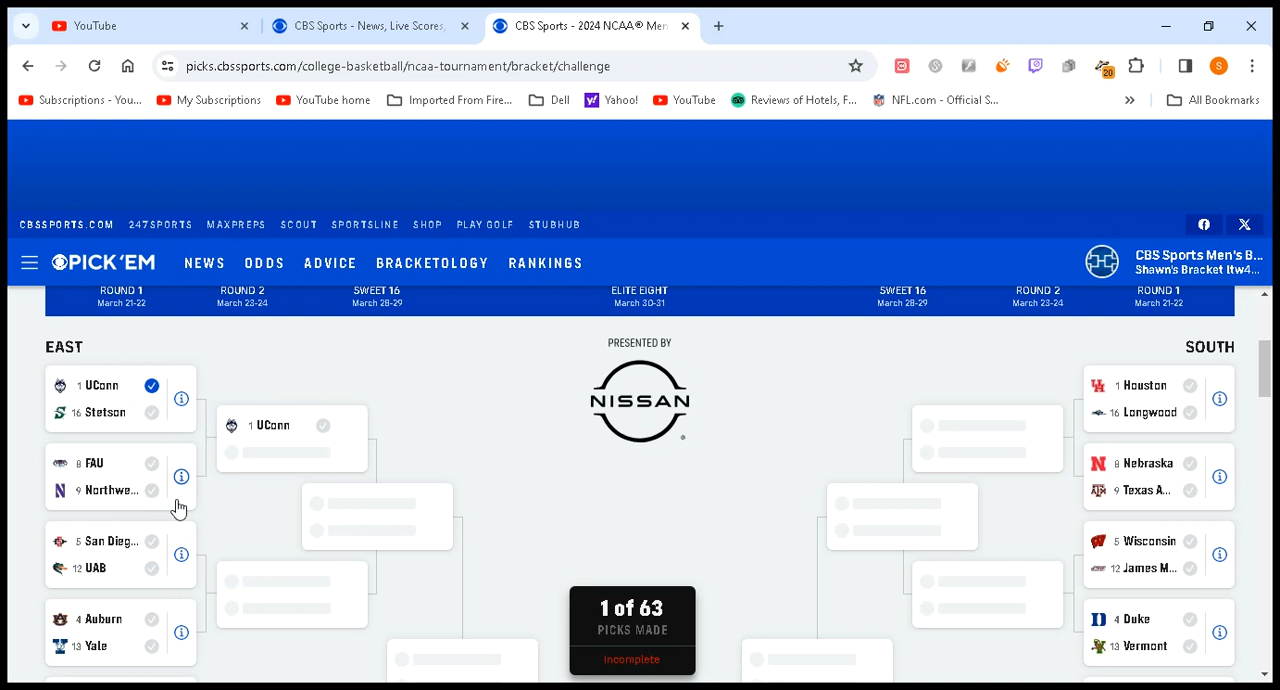 YouTube
CBS Sports - News, Live Scores,
CBS Sports - 2024 NCAA® Men
picks.cbssports.com/college-basketball/ncaa-tournament/bracket/challenge
20
S
Subscriptions - You...
My Subscriptions
YouTube home
Imported From Fire...
Dell
Yahoo!
YouTube
Reviews of Hotels, F...
NFL.com - Official S...
»
All Bookmarks
CBSSPORTS.COM 247SPORTS MAXPREPS SCOUT SPORTSLINE SHOP PLAY GOLF STUBHUB
PICK'EM
NEWS ODDS ADVICE BRACKETOLOGY RANKINGS
CBS Sports Men's B...
Shawn's Bracket ltw4...
ROUND 1
March 21-22
ROUND 2
March 23-24
SWEET 16
March 28-29
ELITE EIGHT
March 30-31
SWEET 16
March 28-29
ROUND 2
March 23-24
ROUND 1
March 21-22
EAST
1 UConn
16 Stetson
8 FAU
9 Northwe...
5 San Dieg...
12 UAB
4 Auburn
13 Yale
1 UConn
PRESENTED BY
NISSAN
1 of 63
PICKS MADE
Incomplete
SOUTH
1 Houston
16 Longwood
8 Nebraska
9 Texas A...
5 Wisconsin
12 James M...
4 Duke
13 Vermont